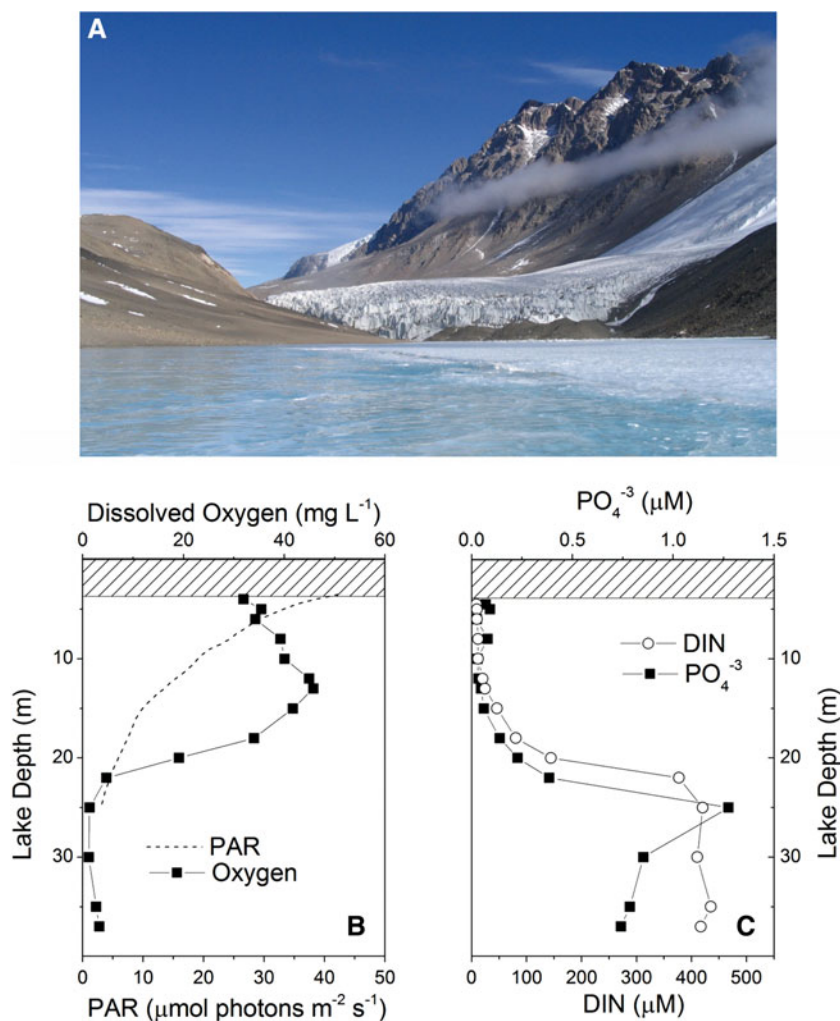 A
Dissolved Oxygen (mg L⁻¹)
0 20 40 60
10
20
30
Lake Depth (m)
PAR
Oxygen
B
0 10 20 30 40 50
PAR (μmol photons m⁻² s⁻¹)
PO₄⁻³ (μM)
0.0 0.5 1.0 1.5
DIN
PO₄⁻³
10
20
30
Lake Depth (m)
C
0 100 200 300 400 500
DIN (μM)